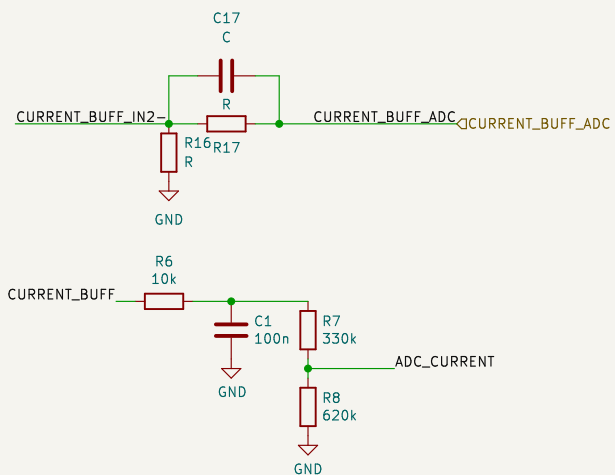 C17
C
R
CURRENT_BUFF_IN2-
CURRENT_BUFF_ADC
CURRENT_BUFF_ADC
R16
R17
R
GND
R6
10k
CURRENT_BUFF
C1
100n
R7
330k
GND
ADC_CURRENT
R8
620k
GND